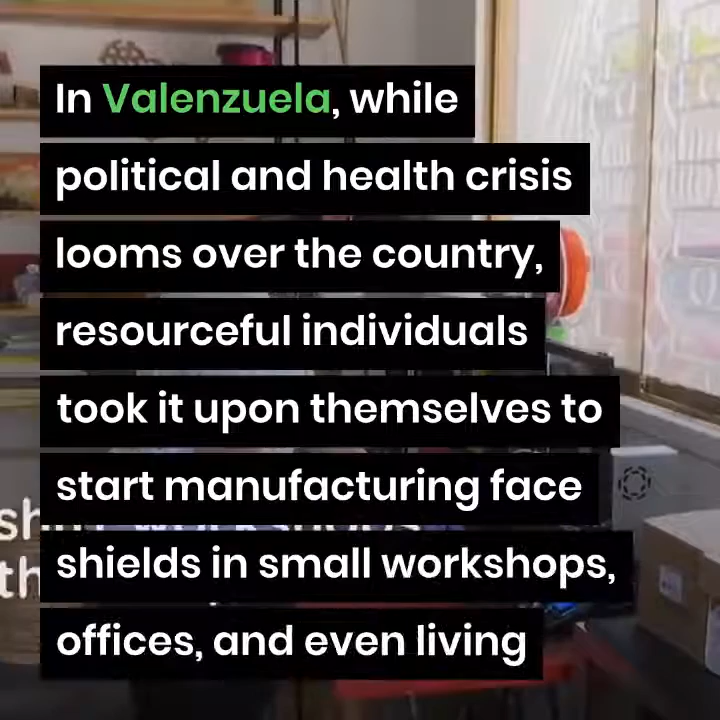 In Valenzuela, while
political and health crisis
looms over the country,
resourceful individuals
took it upon themselves to
start manufacturing face
shields in small workshops,
offices, and even living